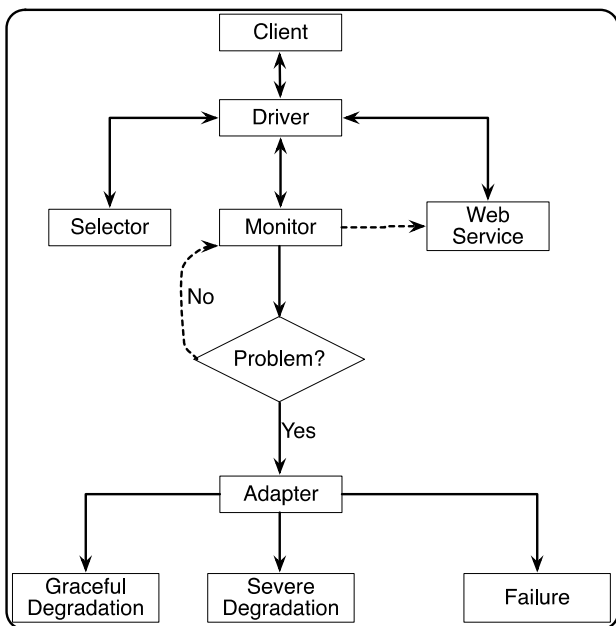 Client
Driver
Selector
Monitor
Web
Service
No
Problem?
Yes
Adapter
Graceful
Degradation
Severe
Degradation
Failure